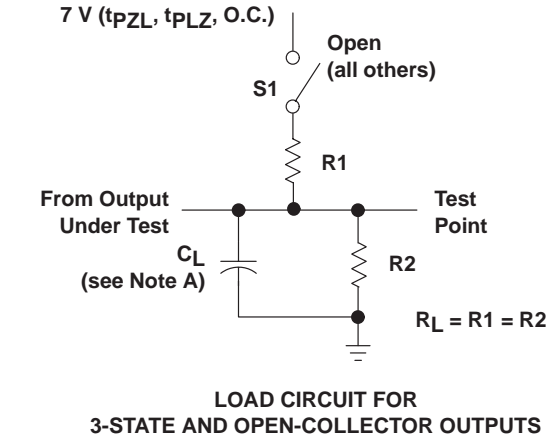 7 V (tPZL, tPLZ, O.C.)
Open
(all others)
S1
R1
From Output
Under Test
Test
Point
CL
(see Note A)
R2
RL = R1 = R2
LOAD CIRCUIT FOR
3-STATE AND OPEN-COLLECTOR OUTPUTS